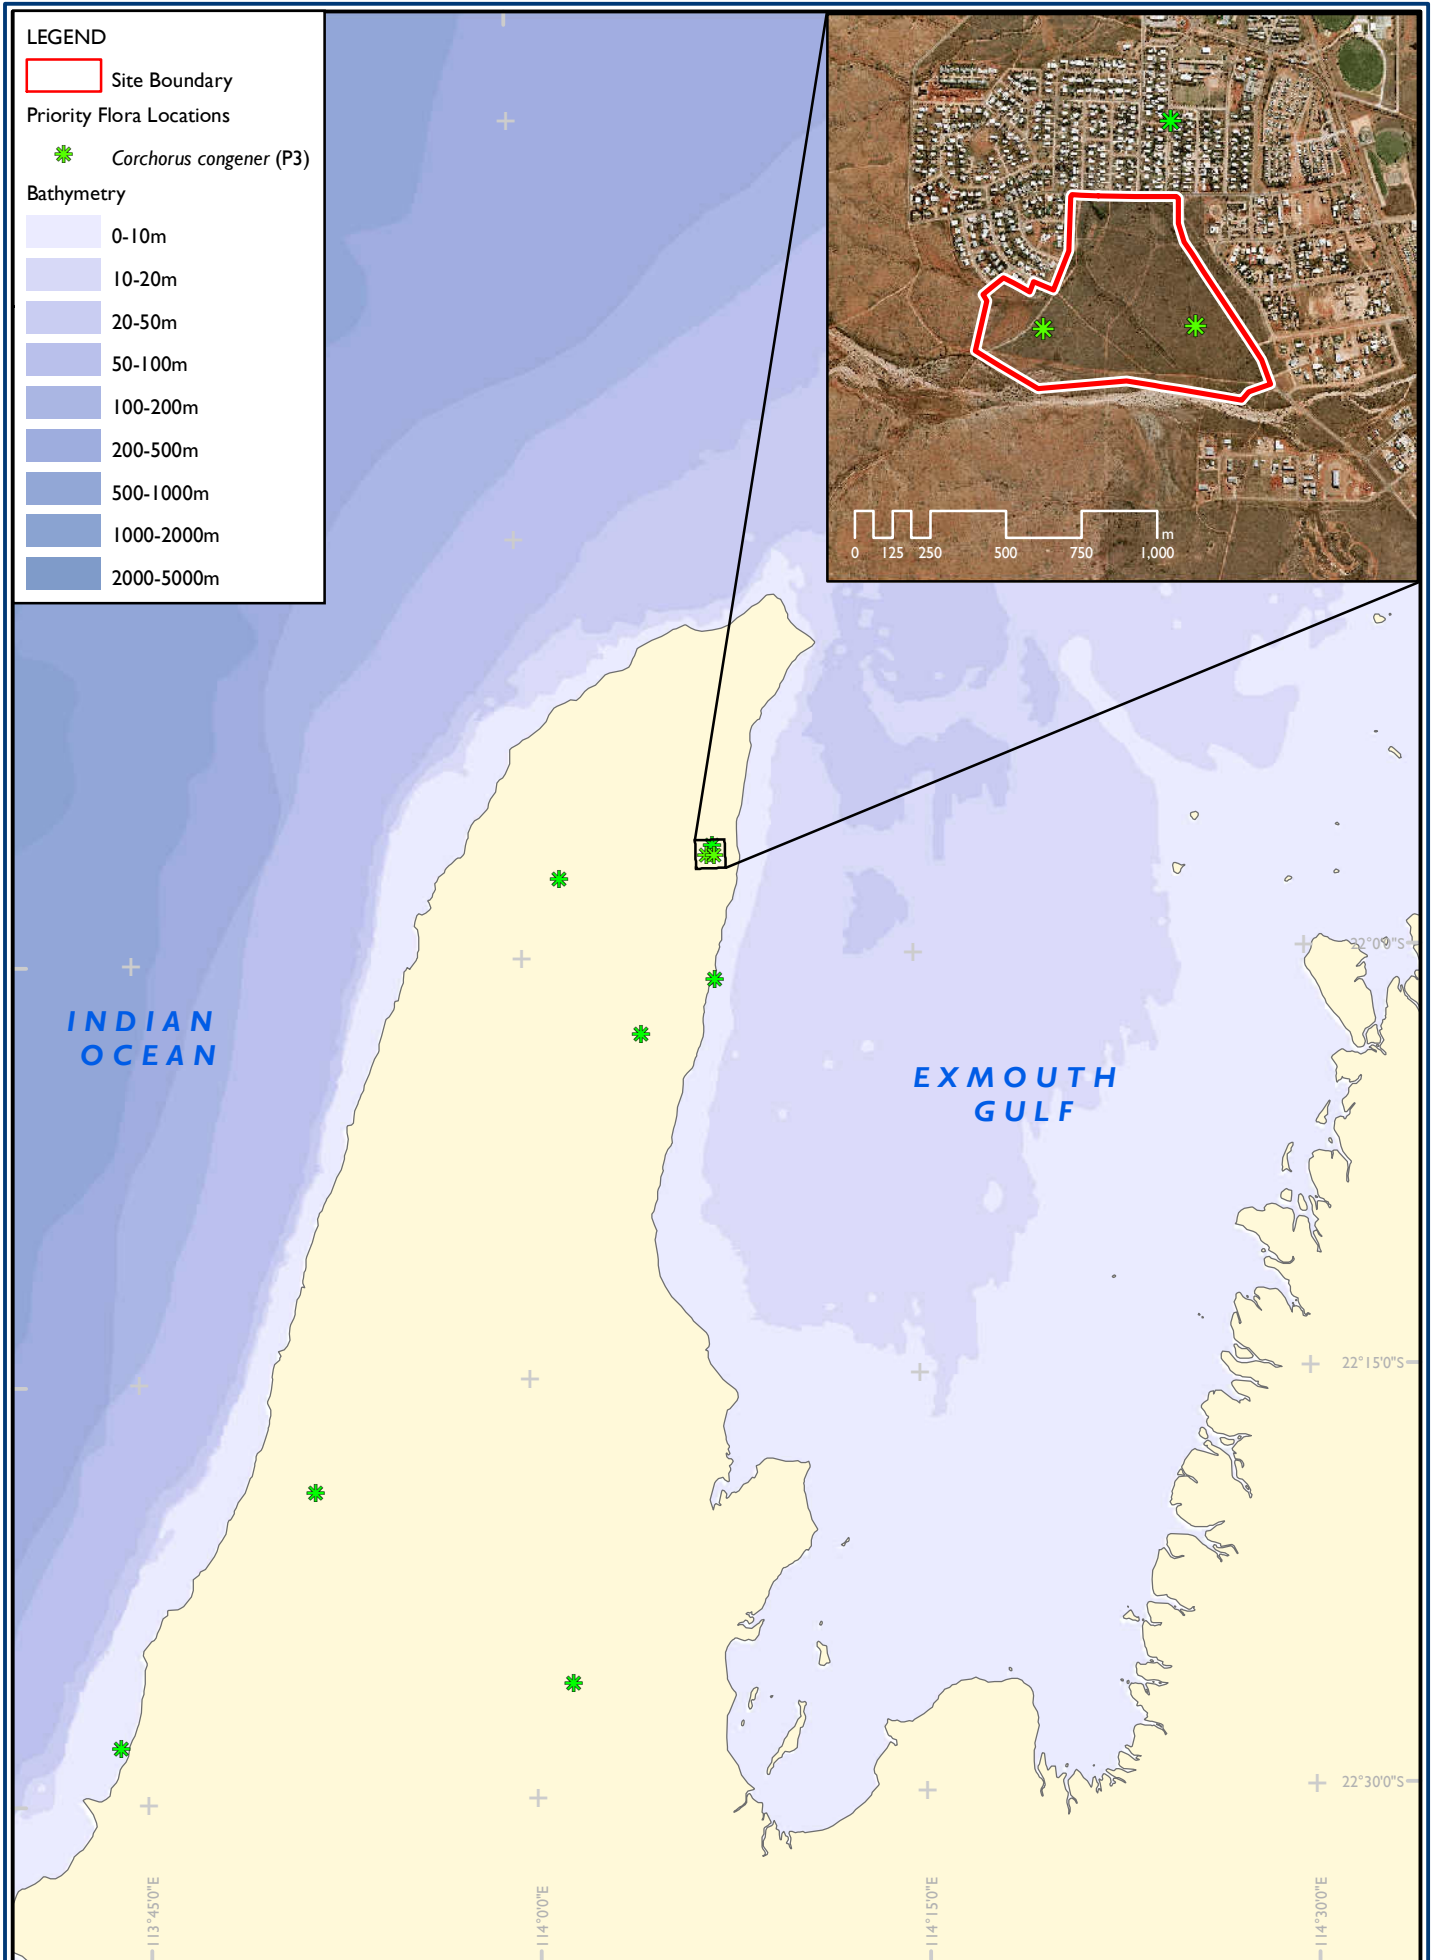 LEGEND
Site Boundary
Priority Flora Locations
Corchorus congener (P3)
Bathymetry
0-10m
10-20m
20-50m
50-100m
100-200m
200-500m
500-1000m
1000-2000m
2000-5000m
0 125 250 500 750 1,000
m
INDIAN
OCEAN
EXMOUTH
GULF
22°0'0"S
22°15'0"S
22°30'0"S
113°45'0"E
114°0'0"E
114°15'0"E
114°30'0"E